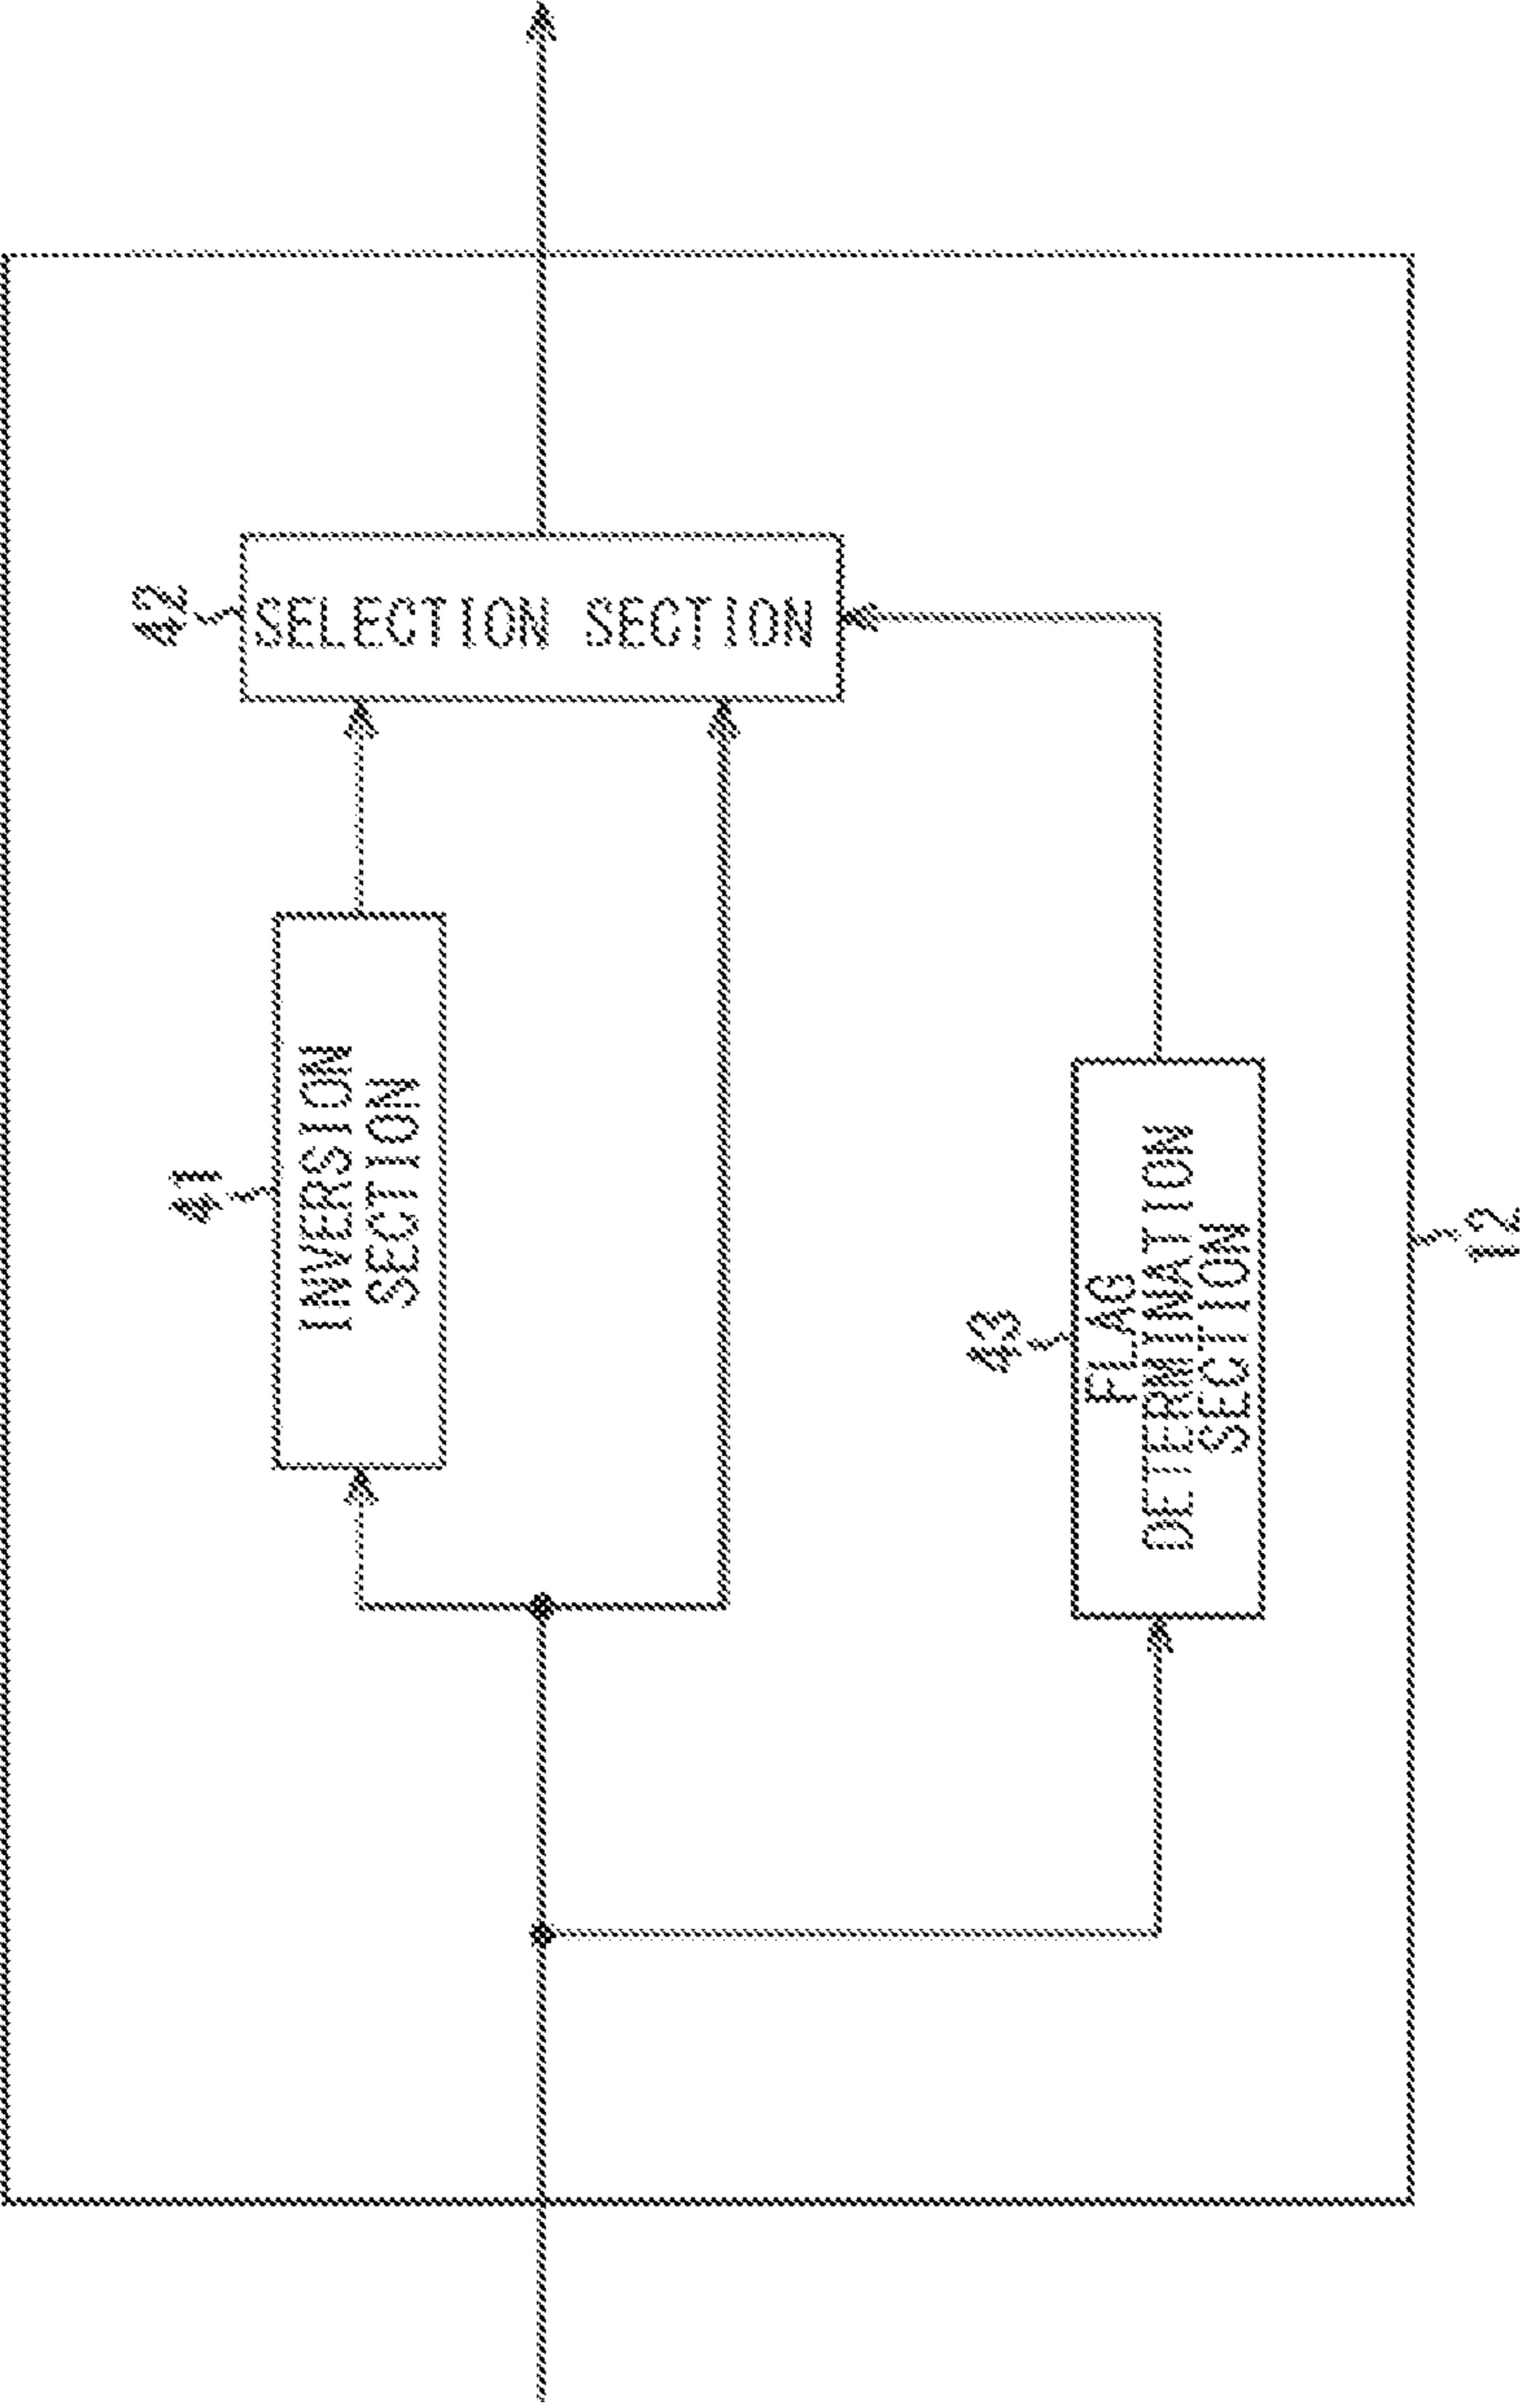 42
SELECTION SECTION
41
INVERSION
SECTION
43
FLAG
DETERMINATION
SECTION
12